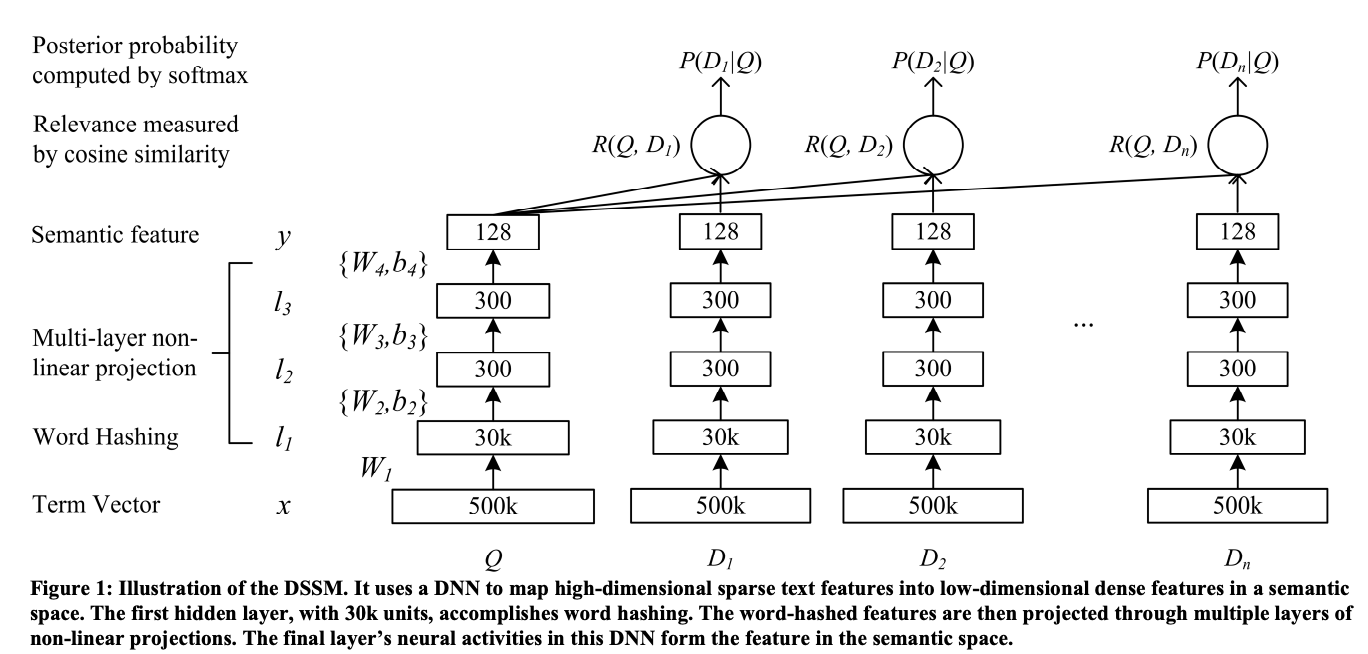 Posterior probability
computed by softmax
P(D1|Q)
P(D2|Q)
P(Dn|Q)
Relevance measured
by cosine similarity
R(Q, D1)
R(Q, D2)
R(Q, Dn)
Semantic feature
y
128
128
128
128
{W4,b4}
l3
300
300
300
300
Multi-layer non-
linear projection
{W3,b3}
...
l2
300
300
300
300
{W2,b2}
Word Hashing
l1
30k
30k
30k
30k
W1
Term Vector
x
500k
500k
500k
500k
Q
D1
D2
Dn
Figure 1: Illustration of the DSSM. It uses a DNN to map high-dimensional sparse text features into low-dimensional dense features in a semantic
space. The first hidden layer, with 30k units, accomplishes word hashing. The word-hashed features are then projected through multiple layers of
non-linear projections. The final layer's neural activities in this DNN form the feature in the semantic space.